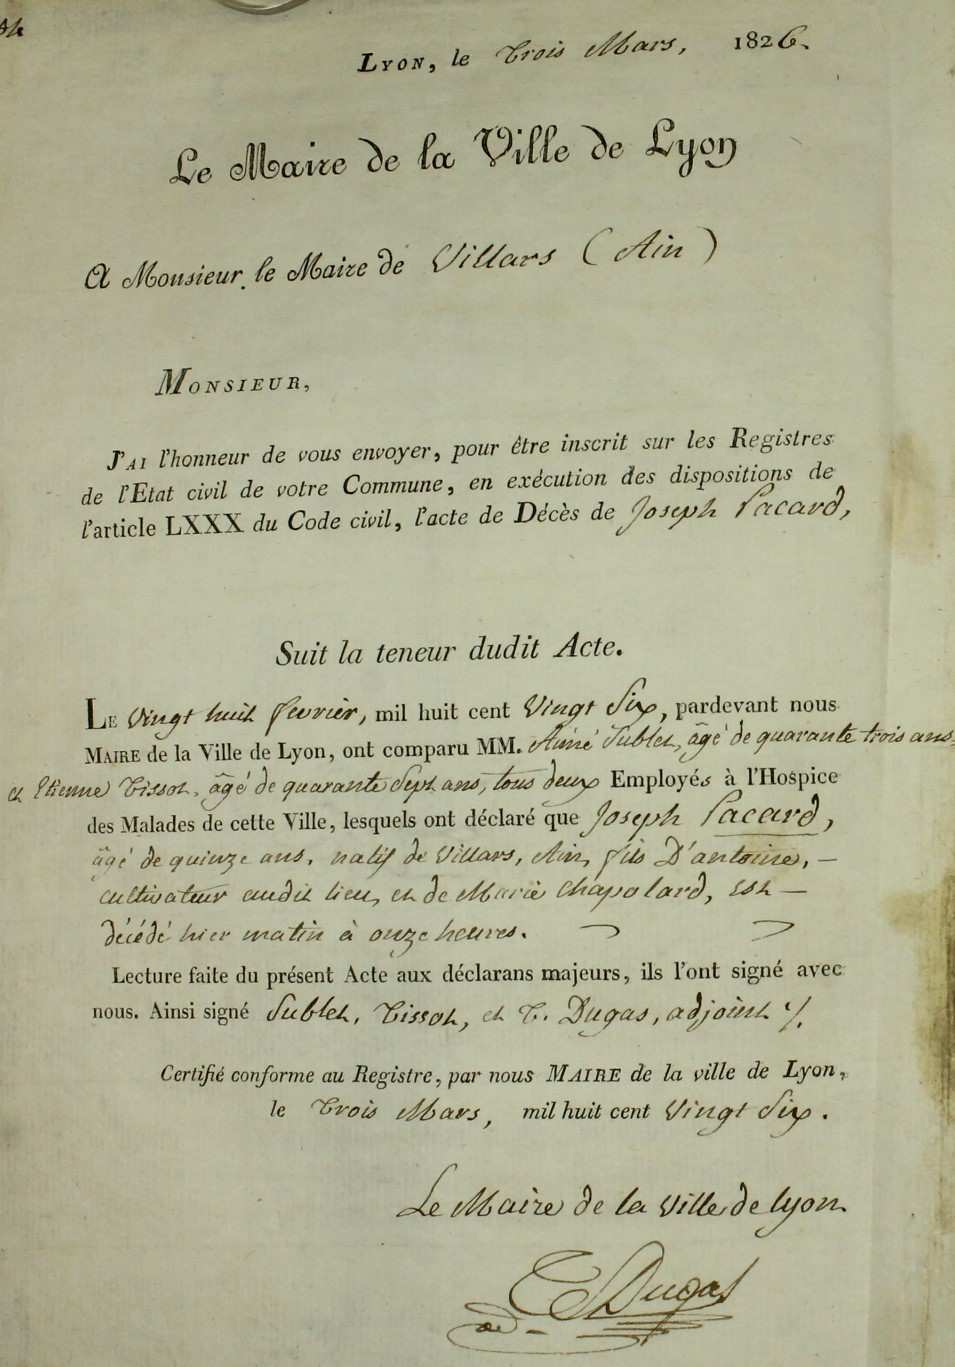 Lyon, le Trois Mars, 1826.
Le Maire de la Ville de Lyon
A Monsieur le Maire de Villars (Ain)
Monsieur,
J'ai l'honneur de vous envoyer, pour être inscrit sur les Registres
de l'Etat civil de votre Commune, en exécution des dispositions de
l'article LXXX du Code civil, l'acte de Décès de Joseph Pacard,
Suit la teneur dudit Acte.
Le Vingt huit fevrier, mil huit cent Vingt Six, pardevant nous
Maire de la Ville de Lyon, ont comparu MM. Aimé Sublet, âgé de quarante trois ans,
et Etienne Tissot, âgé de quarante Sept ans, tous deux Employés à l'Hospice
des Malades de cette Ville, lesquels ont déclaré que Joseph Pacard,
âgé de quinze ans, natif de Villars, Ain, fils D'antoine, –
cultivateur audit lieu, et de Marie Chapolard, est –
décédé hier matin à onze heures.
Lecture faite du présent Acte aux déclarans majeurs, ils l'ont signé avec
nous. Ainsi signé Sublet, Tissot, et C. Dugas, adjoint
Certifié conforme au Registre, par nous Maire de la ville de Lyon,
le Trois Mars, mil huit cent Vingt Six.
Le Maire de la Ville de Lyon.
C Dugas
ad.